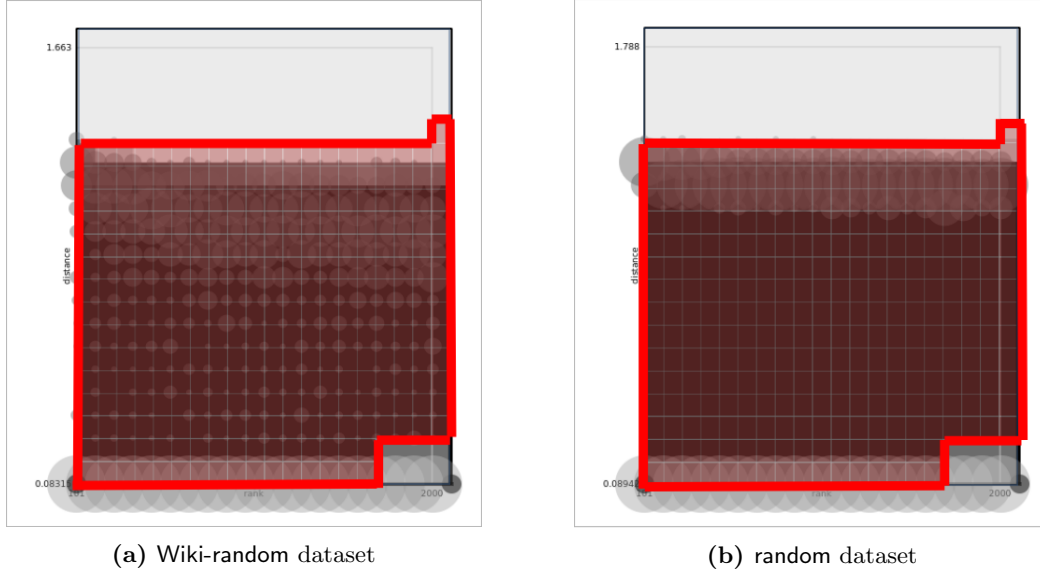 1.663
distance
0.0831
rank
2000
(a) Wiki-random dataset
1.788
distance
0.0894
rank
2000
(b) random dataset